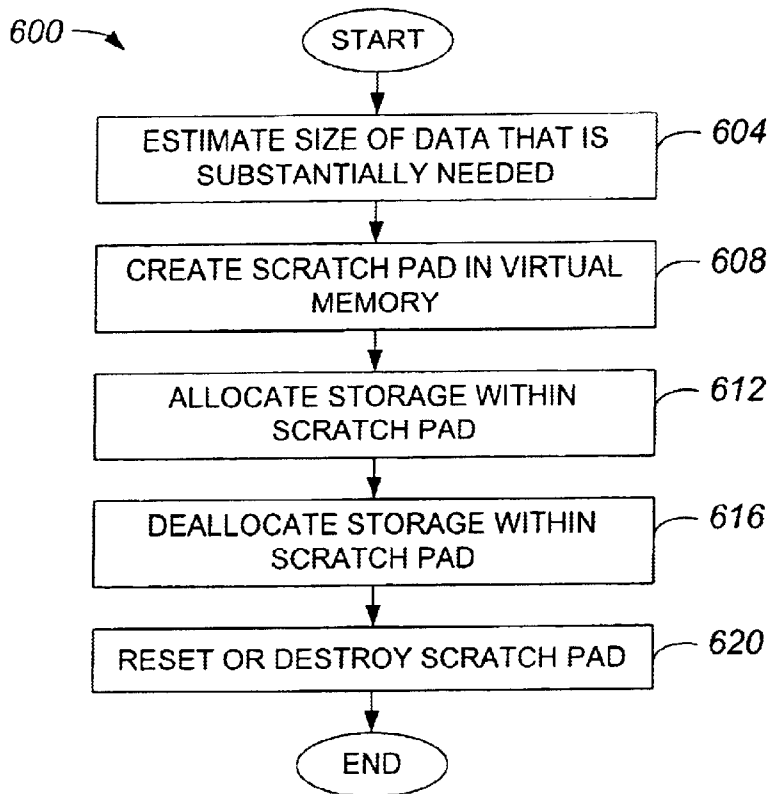 600
START
ESTIMATE SIZE OF DATA THAT IS
SUBSTANTIALLY NEEDED
604
CREATE SCRATCH PAD IN VIRTUAL
MEMORY
608
ALLOCATE STORAGE WITHIN
SCRATCH PAD
612
DEALLOCATE STORAGE WITHIN
SCRATCH PAD
616
RESET OR DESTROY SCRATCH PAD
620
END